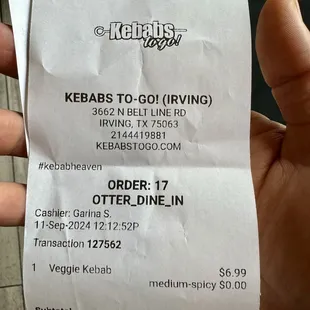 Kebabs
to-go!
KEBABS TO-GO! (IRVING)
3662 N BELT LINE RD
IRVING, TX 75063
2144419881
KEBABSTOGO.COM
#kebabheaven
ORDER: 17
OTTER_DINE_IN
Cashier: Garina S.
11-Sep-2024 12:12:52P
Transaction 127562
1 Veggie Kebab $6.99
medium-spicy $0.00
Subtotal